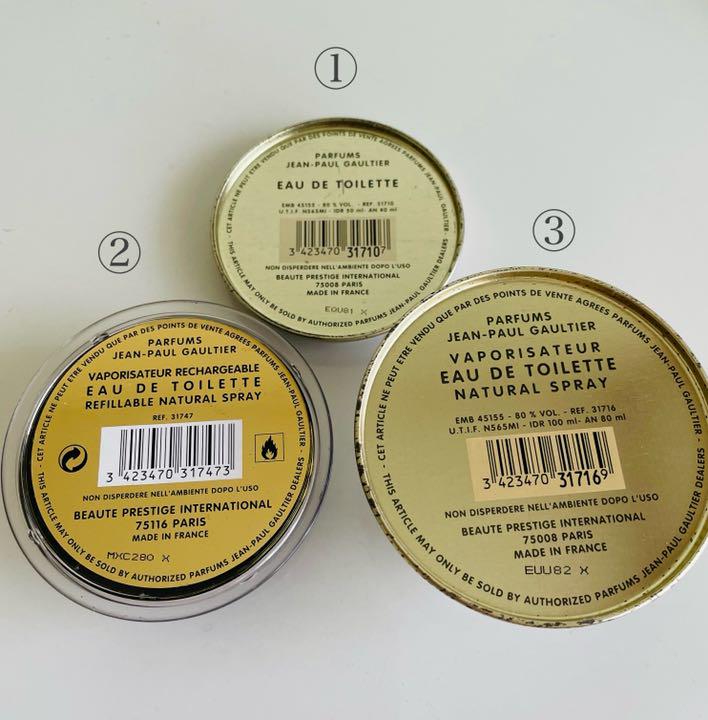 ①
PARFUMS
JEAN-PAUL GAULTIER
EAU DE TOILETTE
EMB 45155 - 80 % VOL. - REF. 31710
U.T.I.F. N565MI - IDR 50 ml - AN 40 ml
3 423470 317107
NON DISPERDERE NELL'AMBIENTE DOPO L'USO
BEAUTE PRESTIGE INTERNATIONAL
75008 PARIS
MADE IN FRANCE
EQU81 X
- CET ARTICLE NE PEUT ETRE VENDU QUE PAR DES POINTS DE VENTE AGREES PARFUMS JEAN-PAUL GAULTIER -
THIS ARTICLE MAY ONLY BE SOLD BY AUTHORIZED PARFUMS JEAN-PAUL GAULTIER DEALERS
②
PARFUMS
JEAN-PAUL GAULTIER
VAPORISATEUR RECHARGEABLE
EAU DE TOILETTE
REFILLABLE NATURAL SPRAY
REF. 31747
3 423470 317473
NON DISPERDERE NELL'AMBIENTE DOPO L'USO
BEAUTE PRESTIGE INTERNATIONAL
75116 PARIS
MADE IN FRANCE
MXC280 X
- CET ARTICLE NE PEUT ETRE VENDU QUE PAR DES POINTS DE VENTE AGREES PARFUMS JEAN-PAUL GAULTIER -
THIS ARTICLE MAY ONLY BE SOLD BY AUTHORIZED PARFUMS JEAN-PAUL GAULTIER DEALERS
③
PARFUMS
JEAN-PAUL GAULTIER
VAPORISATEUR
EAU DE TOILETTE
NATURAL SPRAY
EMB 45155 - 80 % VOL. - REF. 31716
U.T.I.F. N565MI - IDR 100 ml- AN 80 ml
3 423470 317169
NON DISPERDERE NELL'AMBIENTE DOPO L'USO
BEAUTE PRESTIGE INTERNATIONAL
75008 PARIS
MADE IN FRANCE
EUU82 X
- CET ARTICLE NE PEUT ETRE VENDU QUE PAR DES POINTS DE VENTE AGREES PARFUMS JEAN-PAUL GAULTIER -
THIS ARTICLE MAY ONLY BE SOLD BY AUTHORIZED PARFUMS JEAN-PAUL GAULTIER DEALERS